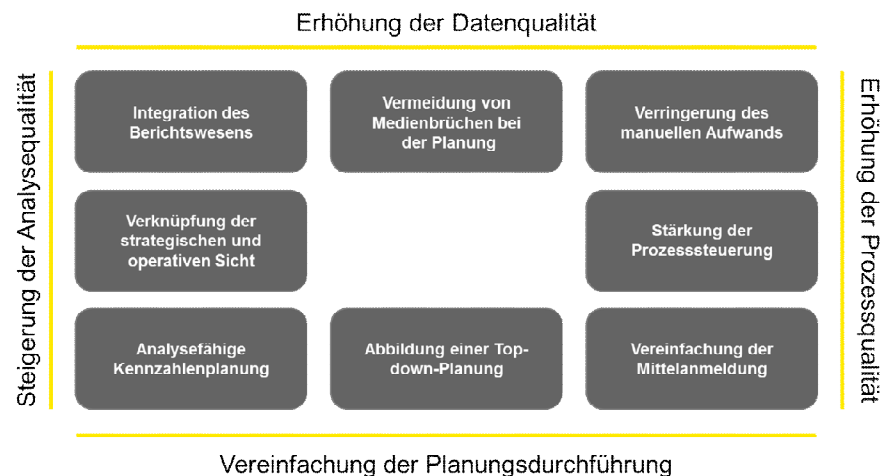 Erhöhung der Datenqualität
Steigerung der Analysequalität
Integration des
Berichtswesens
Vermeidung von
Medienbrüchen bei
der Planung
Verringerung des
manuellen Aufwands
Erhöhung der Prozessqualität
Verknüpfung der
strategischen und
operativen Sicht
Stärkung der
Prozesssteuerung
Analysefähige
Kennzahlenplanung
Abbildung einer Top-
down-Planung
Vereinfachung der
Mittelanmeldung
Vereinfachung der Planungsdurchführung